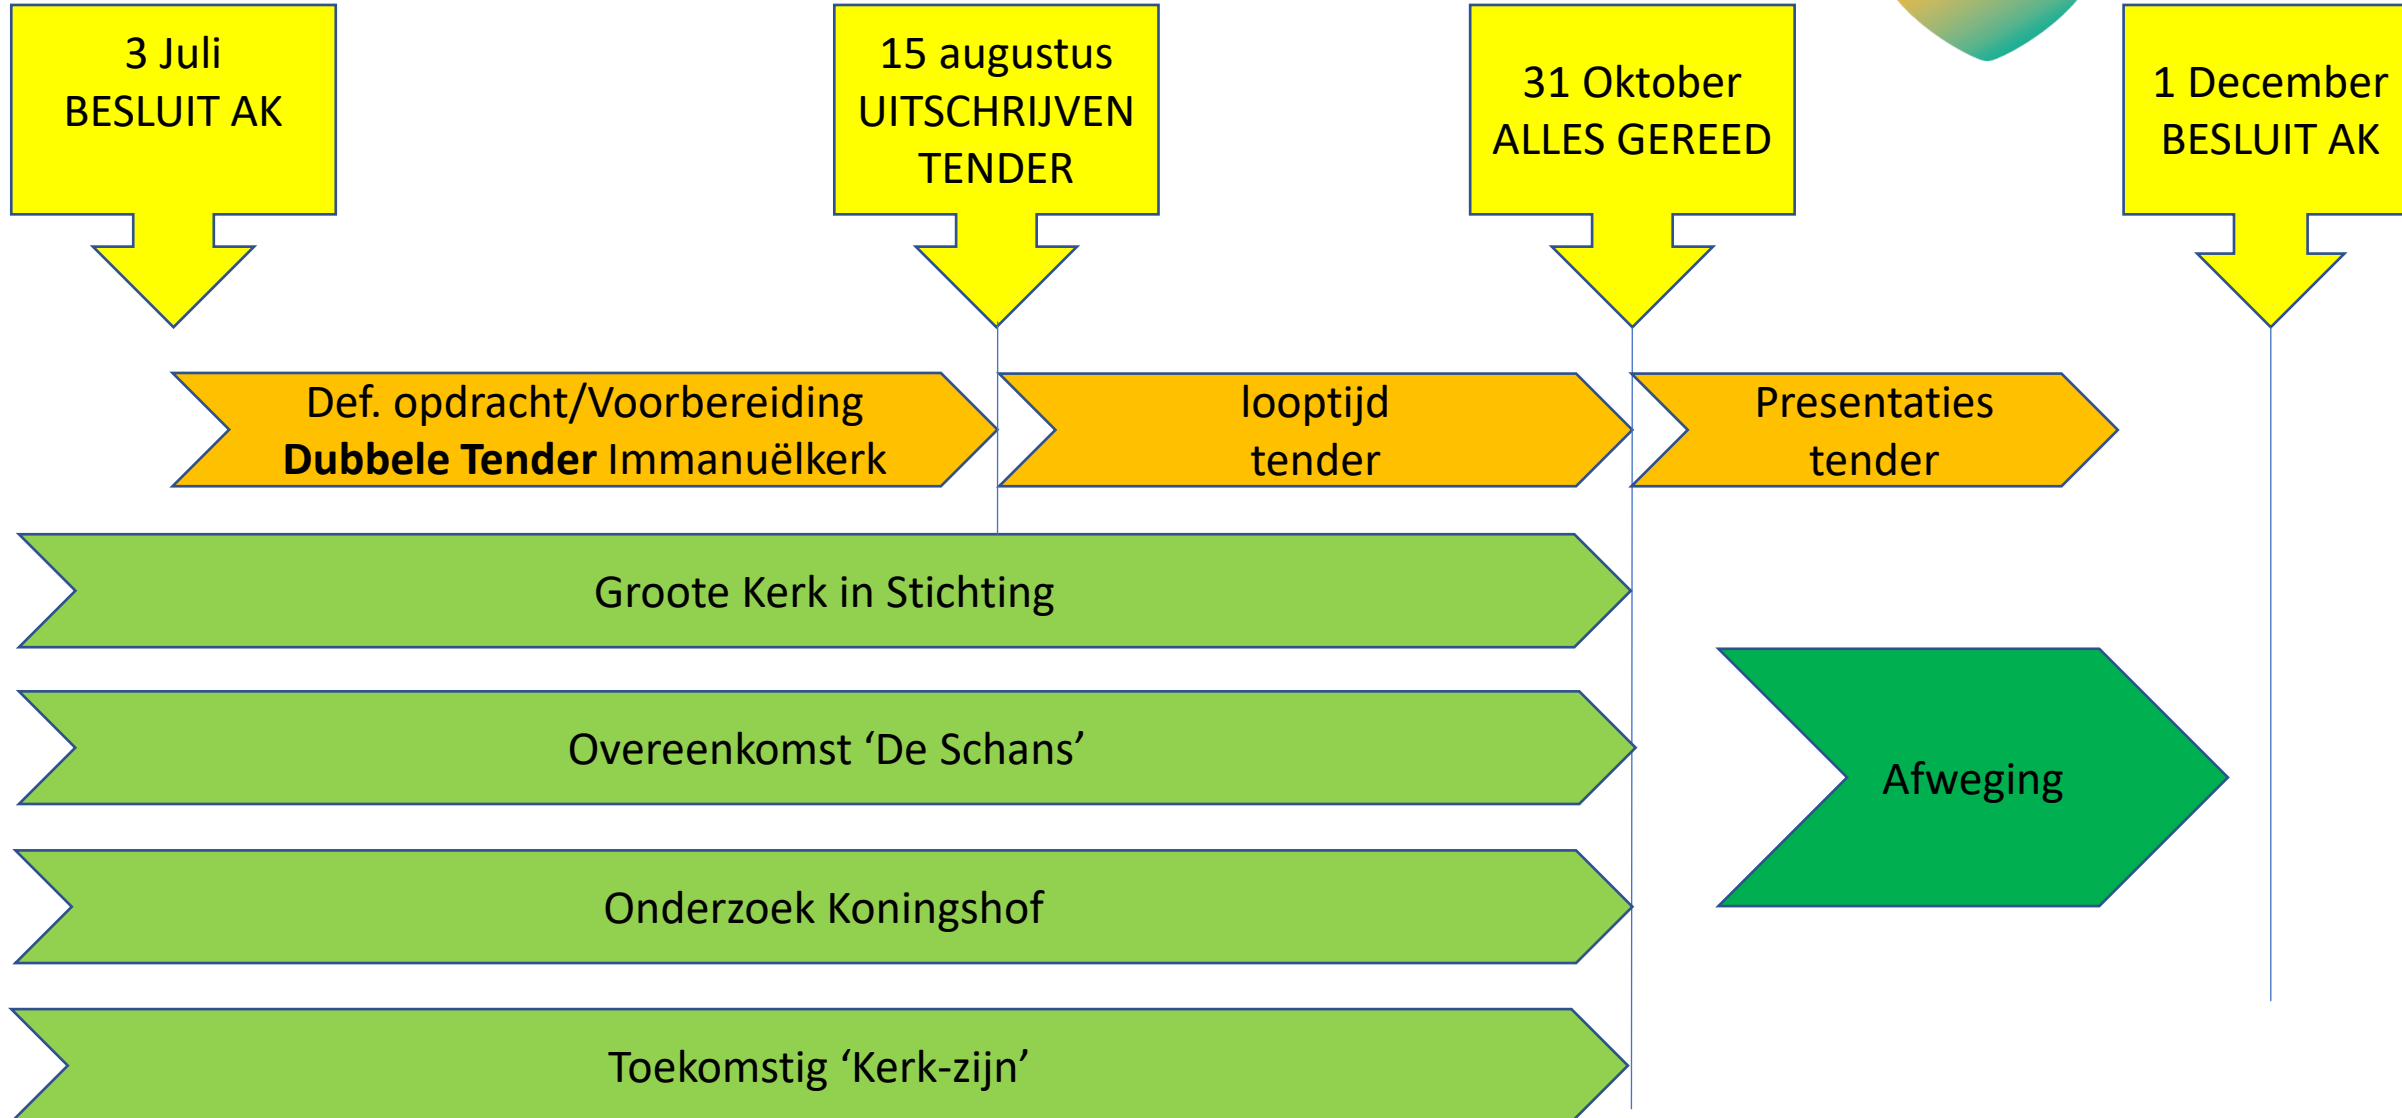 3 Juli
BESLUIT AK
15 augustus
UITSCHRIJVEN
TENDER
31 Oktober
ALLES GEREED
1 December
BESLUIT AK
Def. opdracht/Voorbereiding
Dubbele Tender Immanuëlkerk
looptijd
tender
Presentaties
tender
Groote Kerk in Stichting
Overeenkomst ‘De Schans’
Afweging
Onderzoek Koningshof
Toekomstig ‘Kerk-zijn’